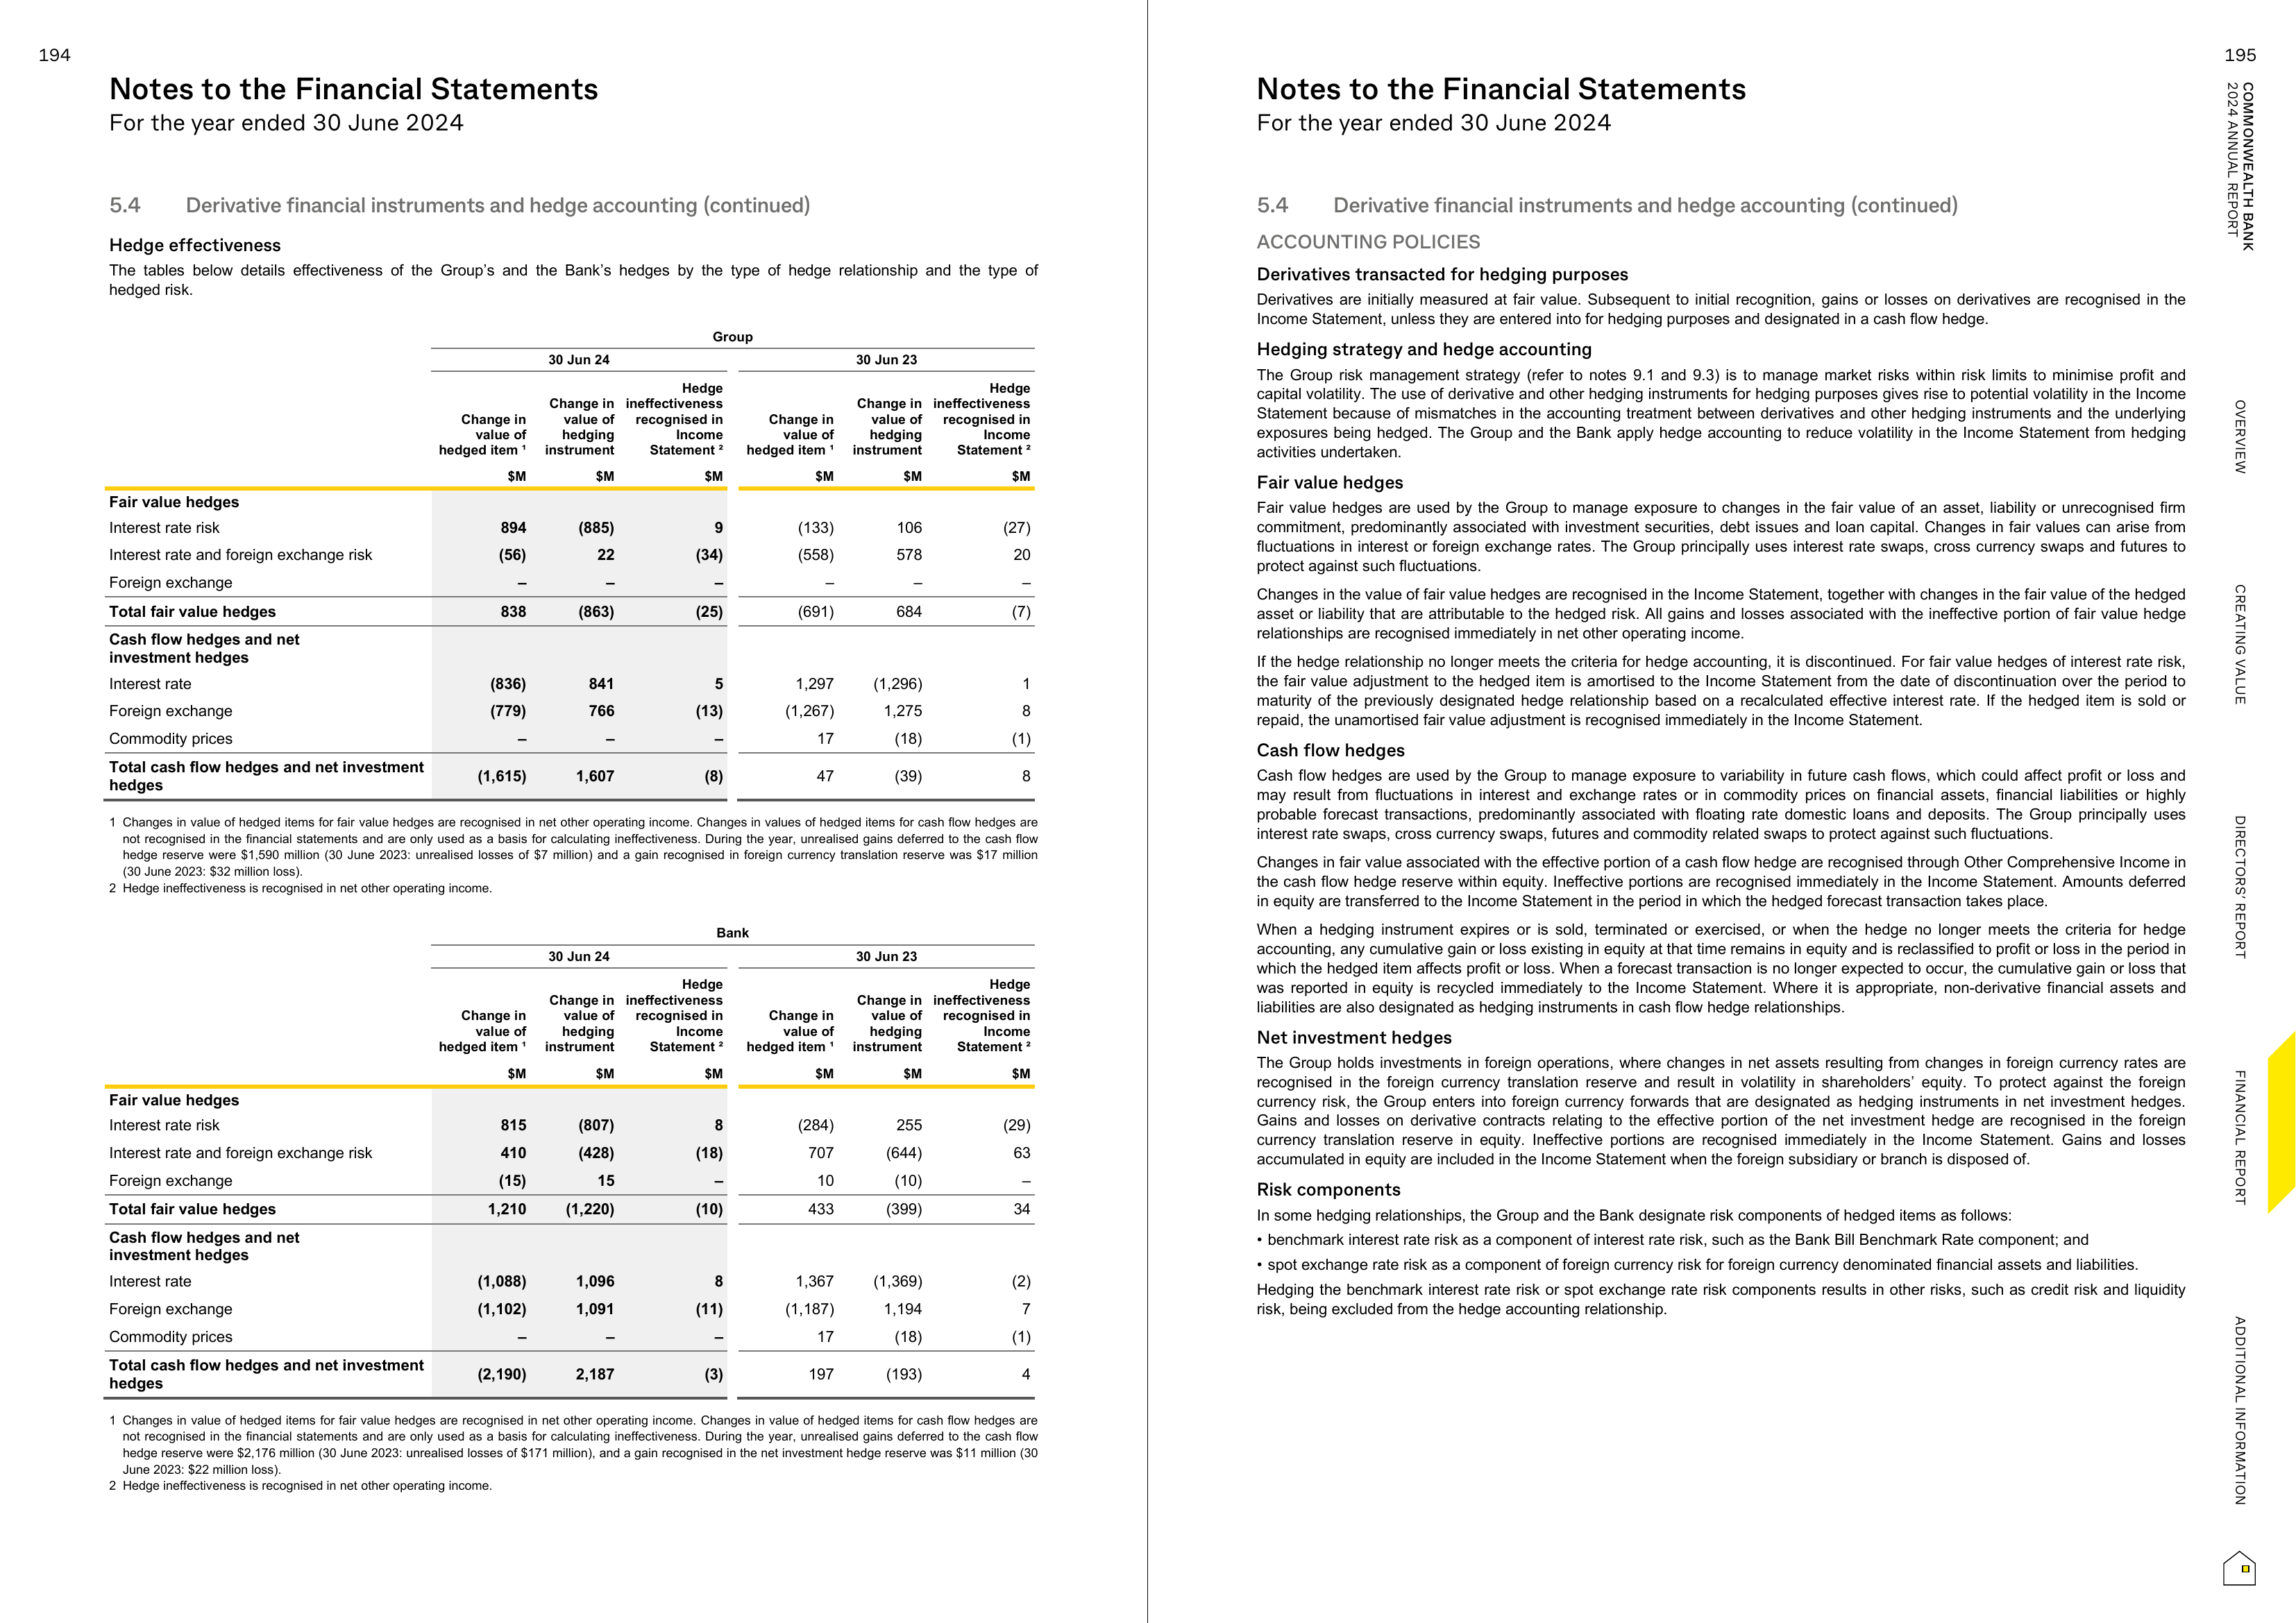 194
Notes to the Financial Statements
For the year ended 30 June 2024
5.4 Derivative financial instruments and hedge accounting (continued)
Hedge effectiveness
The tables below details effectiveness of the Group's and the Bank's hedges by the type of hedge relationship and the type of
hedged risk.
Group
30 Jun 24 30 Jun 23
Hedge Hedge
Change in ineffectiveness Change in ineffectiveness
Change in value of recognised in Change in value of recognised in
value of hedging Income value of hedging Income
hedged item ¹ instrument Statement ² hedged item ¹ instrument Statement ²
$M $M $M $M $M $M
Fair value hedges
Interest rate risk 894 (885) 9 (133) 106 (27)
Interest rate and foreign exchange risk (56) 22 (34) (558) 578 20
Foreign exchange – – – – – –
Total fair value hedges 838 (863) (25) (691) 684 (7)
Cash flow hedges and net
investment hedges
Interest rate (836) 841 5 1,297 (1,296) 1
Foreign exchange (779) 766 (13) (1,267) 1,275 8
Commodity prices – – – 17 (18) (1)
Total cash flow hedges and net investment
hedges (1,615) 1,607 (8) 47 (39) 8
1 Changes in value of hedged items for fair value hedges are recognised in net other operating income. Changes in values of hedged items for cash flow hedges are
not recognised in the financial statements and are only used as a basis for calculating ineffectiveness. During the year, unrealised gains deferred to the cash flow
hedge reserve were $1,590 million (30 June 2023: unrealised losses of $7 million) and a gain recognised in foreign currency translation reserve was $17 million
(30 June 2023: $32 million loss).
2 Hedge ineffectiveness is recognised in net other operating income.
Bank
30 Jun 24 30 Jun 23
Hedge Hedge
Change in ineffectiveness Change in ineffectiveness
Change in value of recognised in Change in value of recognised in
value of hedging Income value of hedging Income
hedged item ¹ instrument Statement ² hedged item ¹ instrument Statement ²
$M $M $M $M $M $M
Fair value hedges
Interest rate risk 815 (807) 8 (284) 255 (29)
Interest rate and foreign exchange risk 410 (428) (18) 707 (644) 63
Foreign exchange (15) 15 – 10 (10) –
Total fair value hedges 1,210 (1,220) (10) 433 (399) 34
Cash flow hedges and net
investment hedges
Interest rate (1,088) 1,096 8 1,367 (1,369) (2)
Foreign exchange (1,102) 1,091 (11) (1,187) 1,194 7
Commodity prices – – – 17 (18) (1)
Total cash flow hedges and net investment
hedges (2,190) 2,187 (3) 197 (193) 4
1 Changes in value of hedged items for fair value hedges are recognised in net other operating income. Changes in value of hedged items for cash flow hedges are
not recognised in the financial statements and are only used as a basis for calculating ineffectiveness. During the year, unrealised gains deferred to the cash flow
hedge reserve were $2,176 million (30 June 2023: unrealised losses of $171 million), and a gain recognised in the net investment hedge reserve was $11 million (30
June 2023: $22 million loss).
2 Hedge ineffectiveness is recognised in net other operating income.
195
Notes to the Financial Statements
For the year ended 30 June 2024
5.4 Derivative financial instruments and hedge accounting (continued)
ACCOUNTING POLICIES
Derivatives transacted for hedging purposes
Derivatives are initially measured at fair value. Subsequent to initial recognition, gains or losses on derivatives are recognised in the
Income Statement, unless they are entered into for hedging purposes and designated in a cash flow hedge.
Hedging strategy and hedge accounting
The Group risk management strategy (refer to notes 9.1 and 9.3) is to manage market risks within risk limits to minimise profit and
capital volatility. The use of derivative and other hedging instruments for hedging purposes gives rise to potential volatility in the Income
Statement because of mismatches in the accounting treatment between derivatives and other hedging instruments and the underlying
exposures being hedged. The Group and the Bank apply hedge accounting to reduce volatility in the Income Statement from hedging
activities undertaken.
Fair value hedges
Fair value hedges are used by the Group to manage exposure to changes in the fair value of an asset, liability or unrecognised firm
commitment, predominantly associated with investment securities, debt issues and loan capital. Changes in fair values can arise from
fluctuations in interest or foreign exchange rates. The Group principally uses interest rate swaps, cross currency swaps and futures to
protect against such fluctuations.
Changes in the value of fair value hedges are recognised in the Income Statement, together with changes in the fair value of the hedged
asset or liability that are attributable to the hedged risk. All gains and losses associated with the ineffective portion of fair value hedge
relationships are recognised immediately in net other operating income.
If the hedge relationship no longer meets the criteria for hedge accounting, it is discontinued. For fair value hedges of interest rate risk,
the fair value adjustment to the hedged item is amortised to the Income Statement from the date of discontinuation over the period to
maturity of the previously designated hedge relationship based on a recalculated effective interest rate. If the hedged item is sold or
repaid, the unamortised fair value adjustment is recognised immediately in the Income Statement.
Cash flow hedges
Cash flow hedges are used by the Group to manage exposure to variability in future cash flows, which could affect profit or loss and
may result from fluctuations in interest and exchange rates or in commodity prices on financial assets, financial liabilities or highly
probable forecast transactions, predominantly associated with floating rate domestic loans and deposits. The Group principally uses
interest rate swaps, cross currency swaps, futures and commodity related swaps to protect against such fluctuations.
Changes in fair value associated with the effective portion of a cash flow hedge are recognised through Other Comprehensive Income in
the cash flow hedge reserve within equity. Ineffective portions are recognised immediately in the Income Statement. Amounts deferred
in equity are transferred to the Income Statement in the period in which the hedged forecast transaction takes place.
When a hedging instrument expires or is sold, terminated or exercised, or when the hedge no longer meets the criteria for hedge
accounting, any cumulative gain or loss existing in equity at that time remains in equity and is reclassified to profit or loss in the period in
which the hedged item affects profit or loss. When a forecast transaction is no longer expected to occur, the cumulative gain or loss that
was reported in equity is recycled immediately to the Income Statement. Where it is appropriate, non-derivative financial assets and
liabilities are also designated as hedging instruments in cash flow hedge relationships.
Net investment hedges
The Group holds investments in foreign operations, where changes in net assets resulting from changes in foreign currency rates are
recognised in the foreign currency translation reserve and result in volatility in shareholders' equity. To protect against the foreign
currency risk, the Group enters into foreign currency forwards that are designated as hedging instruments in net investment hedges.
Gains and losses on derivative contracts relating to the effective portion of the net investment hedge are recognised in the foreign
currency translation reserve in equity. Ineffective portions are recognised immediately in the Income Statement. Gains and losses
accumulated in equity are included in the Income Statement when the foreign subsidiary or branch is disposed of.
Risk components
In some hedging relationships, the Group and the Bank designate risk components of hedged items as follows:
• benchmark interest rate risk as a component of interest rate risk, such as the Bank Bill Benchmark Rate component; and
• spot exchange rate risk as a component of foreign currency risk for foreign currency denominated financial assets and liabilities.
Hedging the benchmark interest rate risk or spot exchange rate risk components results in other risks, such as credit risk and liquidity
risk, being excluded from the hedge accounting relationship.
COMMONWEALTH BANK
2024 ANNUAL REPORT
OVERVIEW
CREATING VALUE
DIRECTORS' REPORT
FINANCIAL REPORT
ADDITIONAL INFORMATION